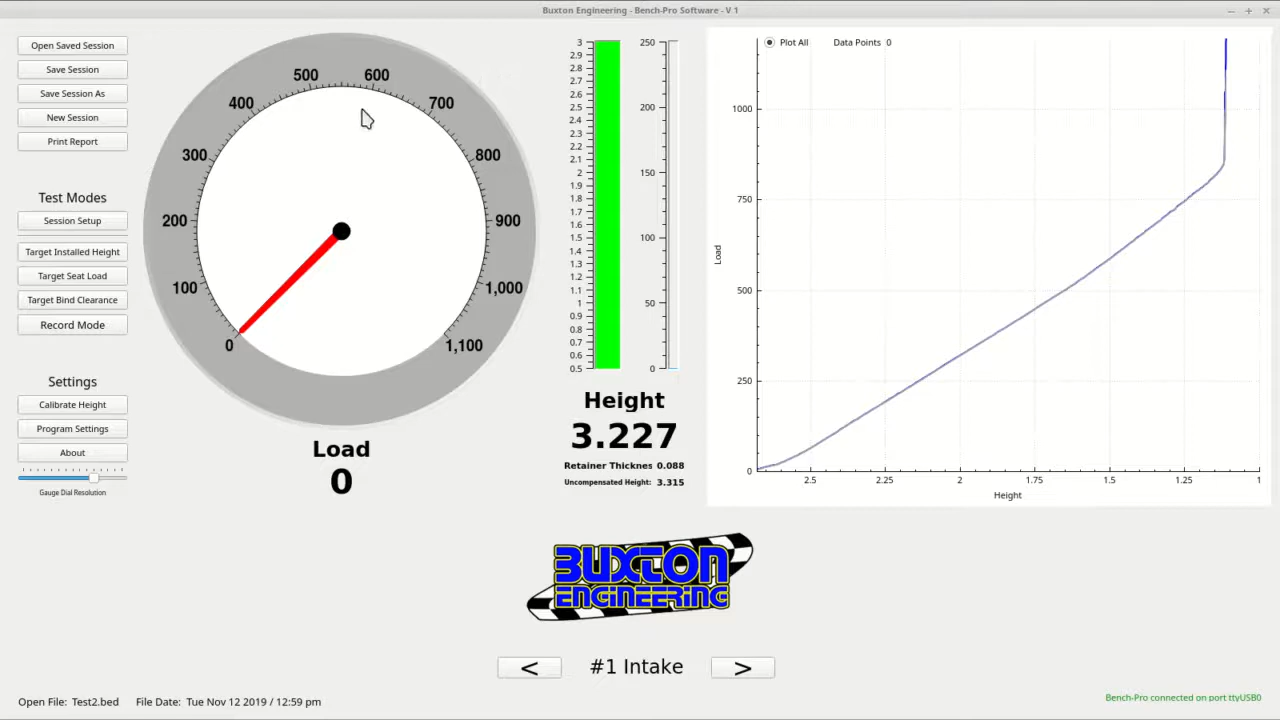 Buxton Engineering - Bench-Pro Software - V 1
Open Saved Session
Save Session
Save Session As
New Session
Print Report
Test Modes
Session Setup
Target Installed Height
Target Seat Load
Target Bind Clearance
Record Mode
Settings
Calibrate Height
Program Settings
About
Gauge Dial Resolution
0
100
200
300
400
500
600
700
800
900
1,000
1,100
Load
0
3
2.9
2.8
2.7
2.6
2.5
2.4
2.3
2.2
2.1
2
1.9
1.8
1.7
1.6
1.5
1.4
1.3
1.2
1.1
1
0.9
0.8
0.7
0.6
0.5
250
200
150
100
50
0
Height
3.227
Retainer Thicknes 0.088
Uncompensated Height: 3.315
Plot All Data Points 0
1000
750
500
250
0
Load
2.5 2.25 2 1.75 1.5 1.25 1
Height
BUXTON
ENGINEERING
< #1 Intake >
Open File: Test2.bed File Date: Tue Nov 12 2019 / 12:59 pm
Bench-Pro connected on port ttyUSB0